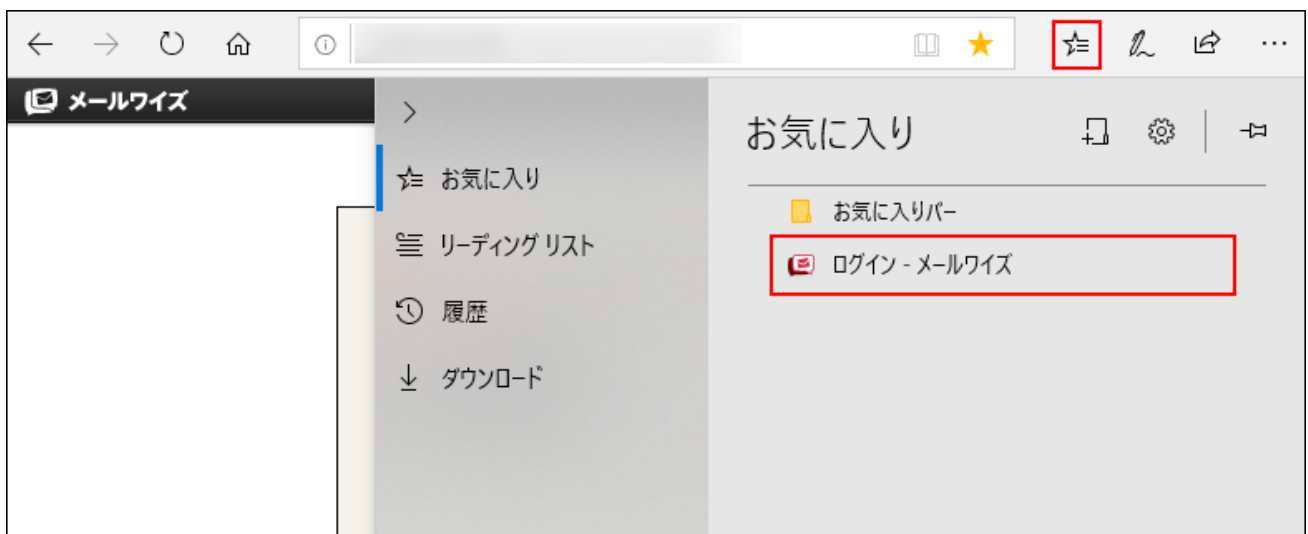 メールワイズ
お気に入り
リーディング リスト
履歴
ダウンロード
お気に入り
お気に入りバー
ログイン - メールワイズ